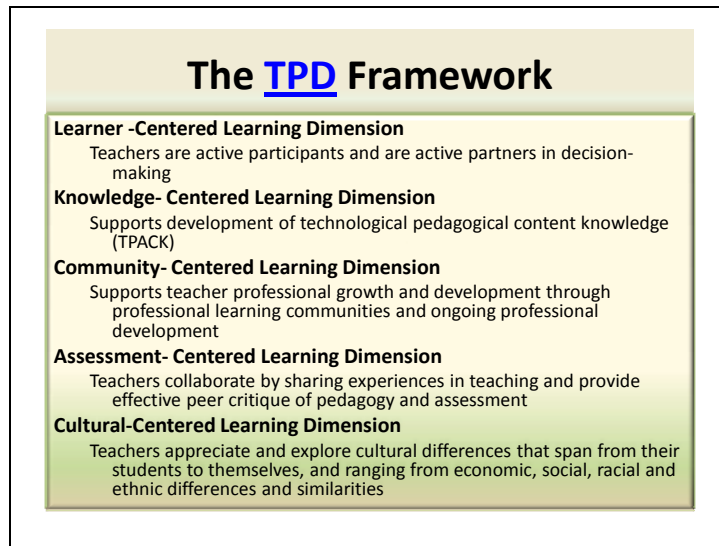 The TPD Framework
Learner -Centered Learning Dimension
Teachers are active participants and are active partners in decision-
making
Knowledge- Centered Learning Dimension
Supports development of technological pedagogical content knowledge
(TPACK)
Community- Centered Learning Dimension
Supports teacher professional growth and development through
professional learning communities and ongoing professional
development
Assessment- Centered Learning Dimension
Teachers collaborate by sharing experiences in teaching and provide
effective peer critique of pedagogy and assessment
Cultural-Centered Learning Dimension
Teachers appreciate and explore cultural differences that span from their
students to themselves, and ranging from economic, social, racial and
ethnic differences and similarities